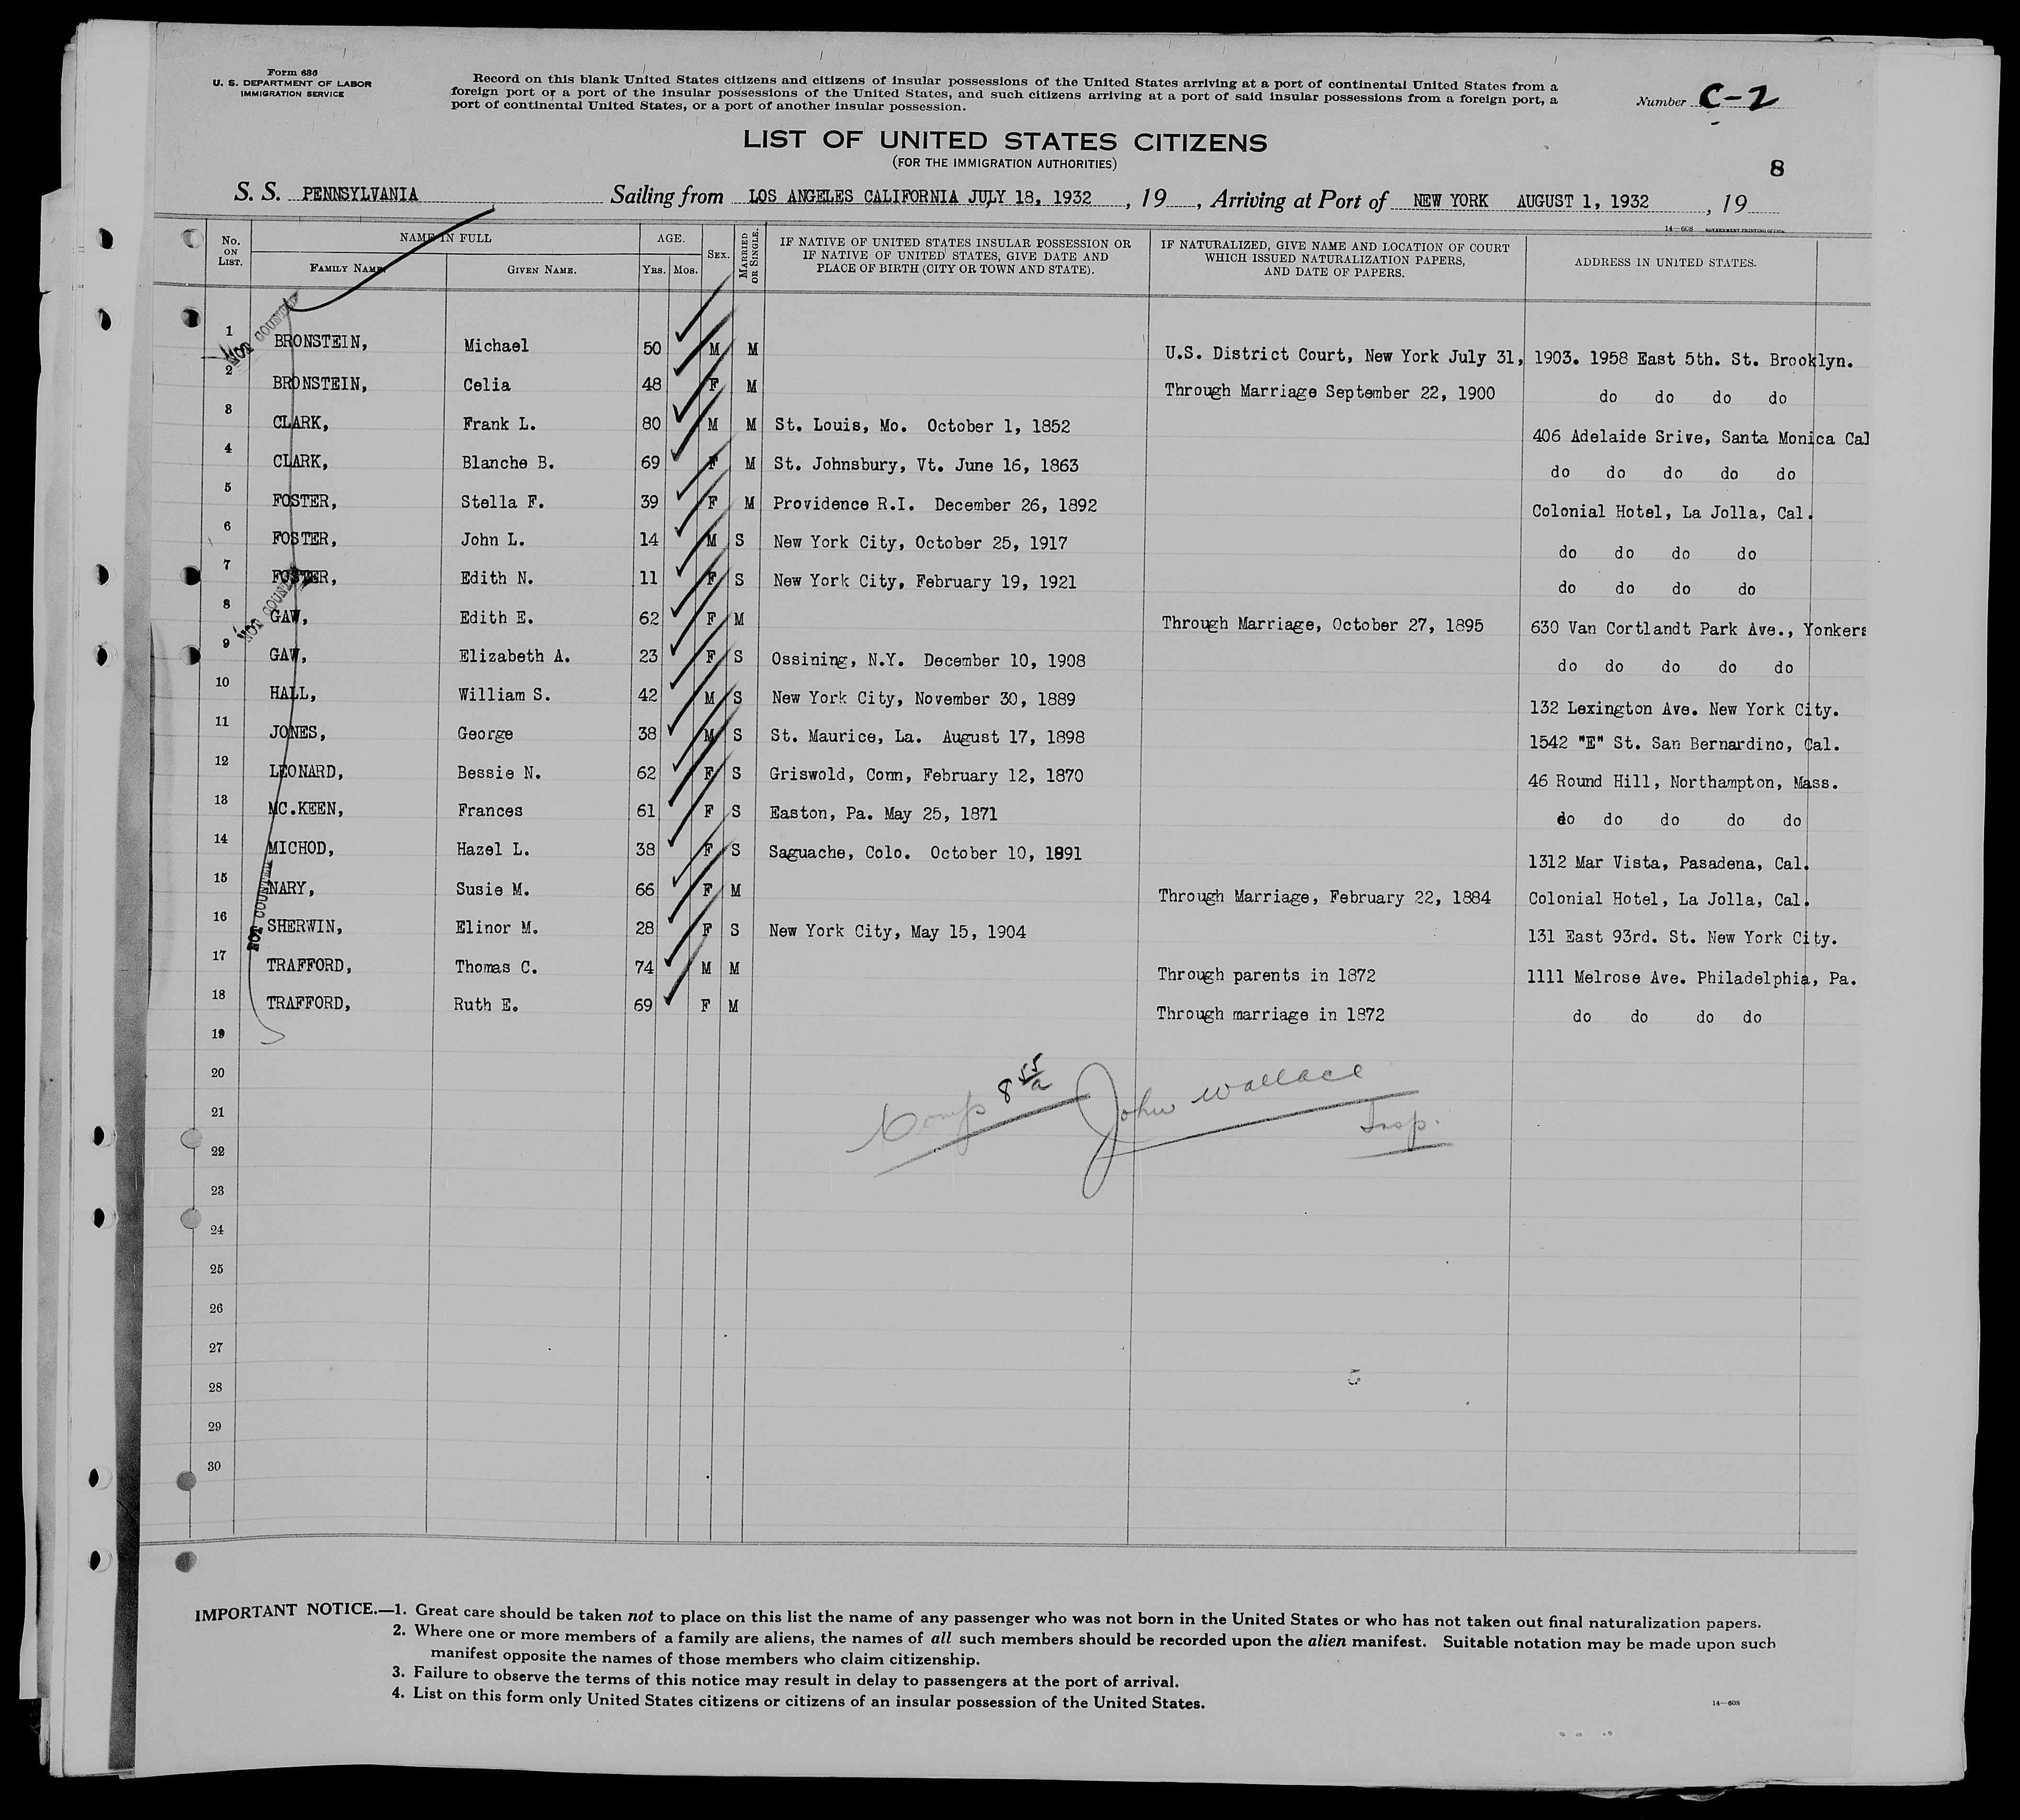 Form 630
U. S. DEPARTMENT OF LABOR
IMMIGRATION SERVICE
Record on this blank United States citizens and citizens of insular possessions of the United States arriving at a port of continental United States from a
foreign port or a port of the insular possessions of the United States, and such citizens arriving at a port of said insular possessions from a foreign port, a
port of continental United States, or a port of another insular possession.
Number C-2
LIST OF UNITED STATES CITIZENS
(FOR THE IMMIGRATION AUTHORITIES)
8
S. S. PENNSYLVANIA Sailing from LOS ANGELES CALIFORNIA JULY 18, 1932, 19 , Arriving at Port of NEW YORK AUGUST 1, 1932 , 19
14—608 GOVERNMENT PRINTING OFFICE
No. ON LIST. NAME IN FULL AGE. SEX. MARRIED OR SINGLE. IF NATIVE OF UNITED STATES INSULAR POSSESSION OR IF NATIVE OF UNITED STATES, GIVE DATE AND PLACE OF BIRTH (CITY OR TOWN AND STATE). IF NATURALIZED, GIVE NAME AND LOCATION OF COURT WHICH ISSUED NATURALIZATION PAPERS, AND DATE OF PAPERS. ADDRESS IN UNITED STATES.
FAMILY NAME. GIVEN NAME. YRS. MOS.
NOT COUNTED
1 BRONSTEIN, Michael 50 M M U.S. District Court, New York July 31, 1903. 1958 East 5th. St. Brooklyn.
2 BRONSTEIN, Celia 48 F M Through Marriage September 22, 1900 do do do do
3 CLARK, Frank L. 80 M M St. Louis, Mo. October 1, 1852 406 Adelaide Srive, Santa Monica Cal
4 CLARK, Blanche B. 69 F M St. Johnsbury, Vt. June 16, 1863 do do do do do
5 FOSTER, Stella F. 39 F M Providence R.I. December 26, 1892 Colonial Hotel, La Jolla, Cal.
6 FOSTER, John L. 14 M S New York City, October 25, 1917 do do do do
7 FOSTER, Edith N. 11 F S New York City, February 19, 1921 do do do do
NOT COUNTED
8 GAW, Edith E. 62 F M Through Marriage, October 27, 1895 630 Van Cortlandt Park Ave., Yonkers
9 GAW, Elizabeth A. 23 F S Ossining, N.Y. December 10, 1908 do do do do do
10 HALL, William S. 42 M S New York City, November 30, 1889 132 Lexington Ave. New York City.
11 JONES, George 38 M S St. Maurice, La. August 17, 1898 1542 "E" St. San Bernardino, Cal.
12 LEONARD, Bessie N. 62 F S Griswold, Conn, February 12, 1870 46 Round Hill, Northampton, Mass.
13 MC.KEEN, Frances 61 F S Easton, Pa. May 25, 1871 do do do do do
14 MICHOD, Hazel L. 38 F S Saguache, Colo. October 10, 1891 1312 Mar Vista, Pasadena, Cal.
15 NARY, Susie M. 66 F M Through Marriage, February 22, 1884 Colonial Hotel, La Jolla, Cal.
NOT COUNTED
16 SHERWIN, Elinor M. 28 F S New York City, May 15, 1904 131 East 93rd. St. New York City.
17 TRAFFORD, Thomas C. 74 M M Through parents in 1872 1111 Melrose Ave. Philadelphia, Pa.
18 TRAFFORD, Ruth E. 69 F M Through marriage in 1872 do do do do
19
20
Comp 8 55/a John Wallace
21
Insp.
22
23
24
25
26
27
28
29
30
IMPORTANT NOTICE.—1. Great care should be taken not to place on this list the name of any passenger who was not born in the United States or who has not taken out final naturalization papers.
2. Where one or more members of a family are aliens, the names of all such members should be recorded upon the alien manifest. Suitable notation may be made upon such
manifest opposite the names of those members who claim citizenship.
3. Failure to observe the terms of this notice may result in delay to passengers at the port of arrival.
4. List on this form only United States citizens or citizens of an insular possession of the United States.
14—608